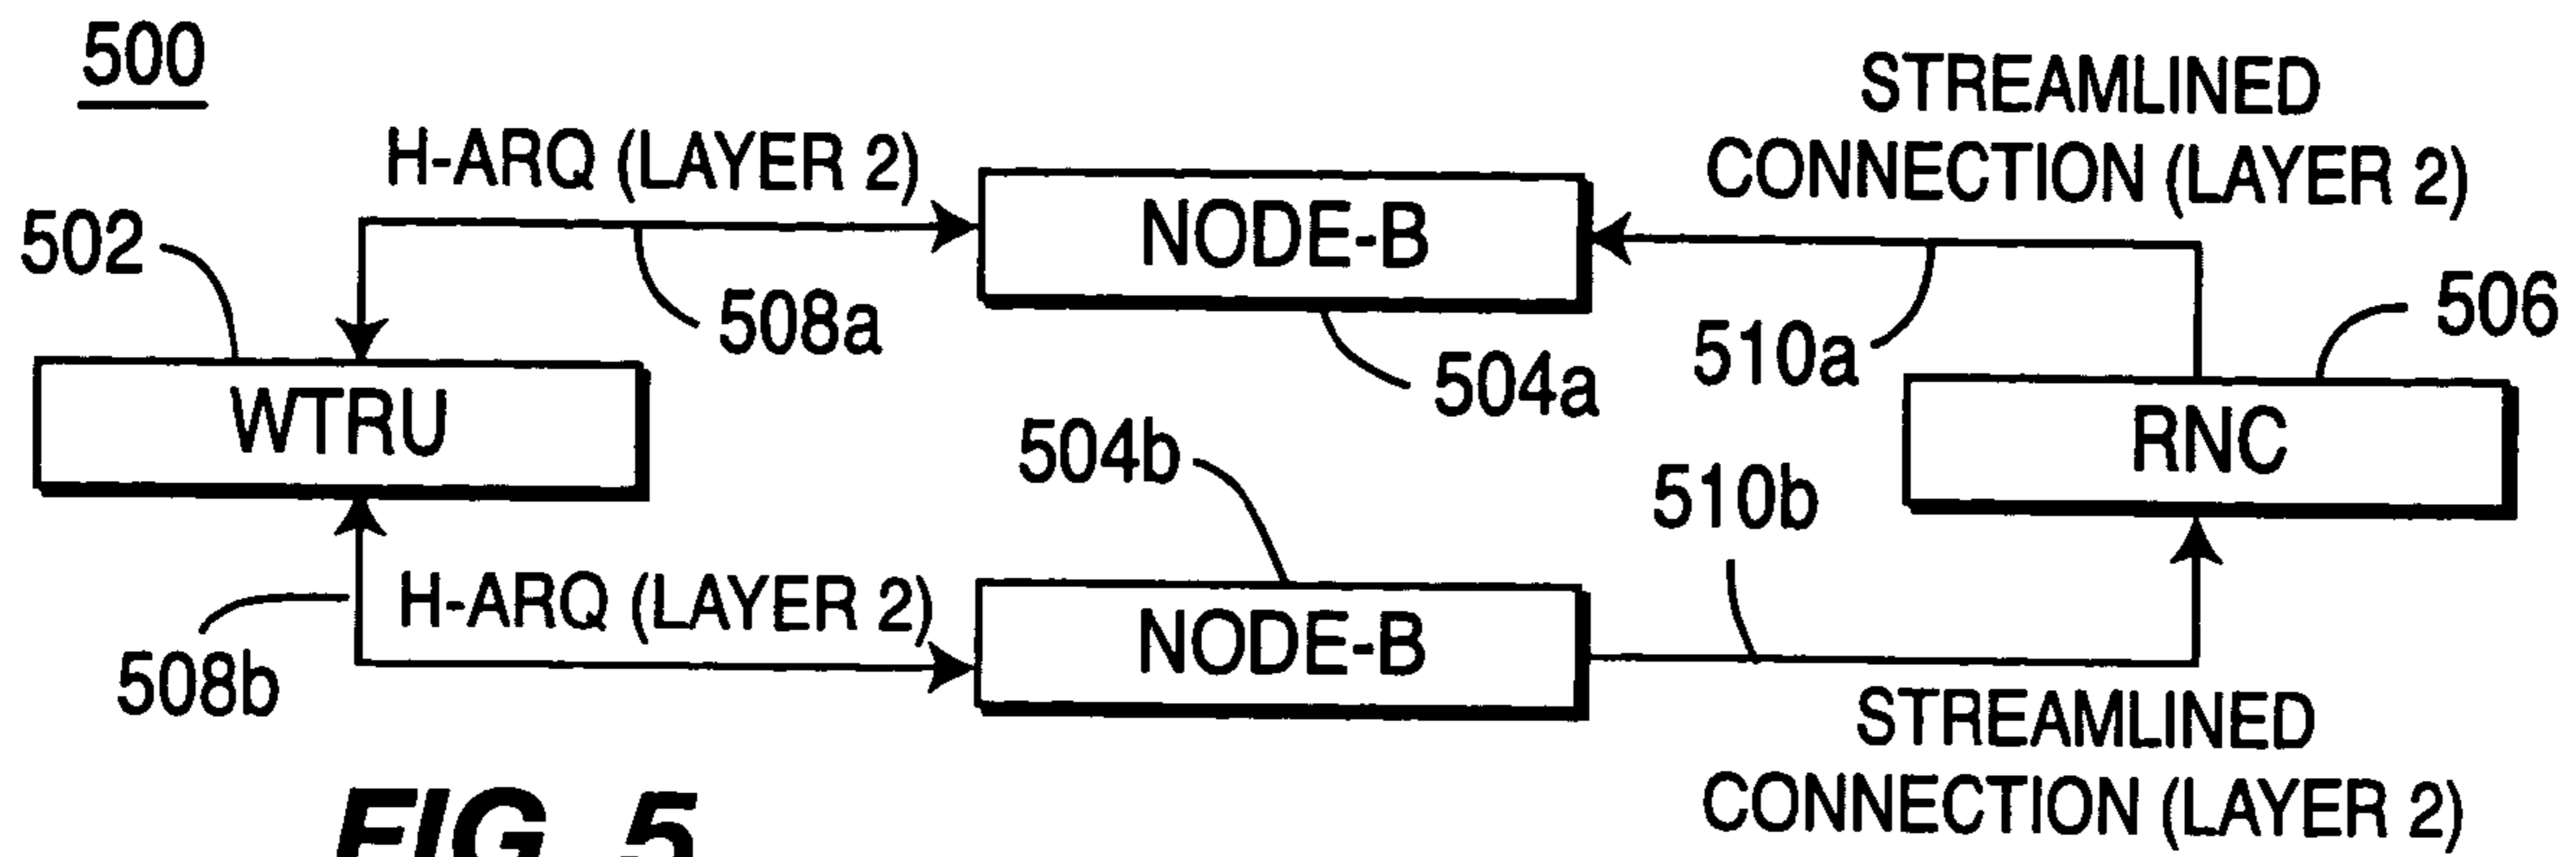 500
STREAMLINED
CONNECTION (LAYER 2)
H-ARQ (LAYER 2)
NODE-B
502
508a
510a
506
504a
WTRU
RNC
504b
510b
H-ARQ (LAYER 2)
NODE-B
508b
STREAMLINED
CONNECTION (LAYER 2)
FIG. 5